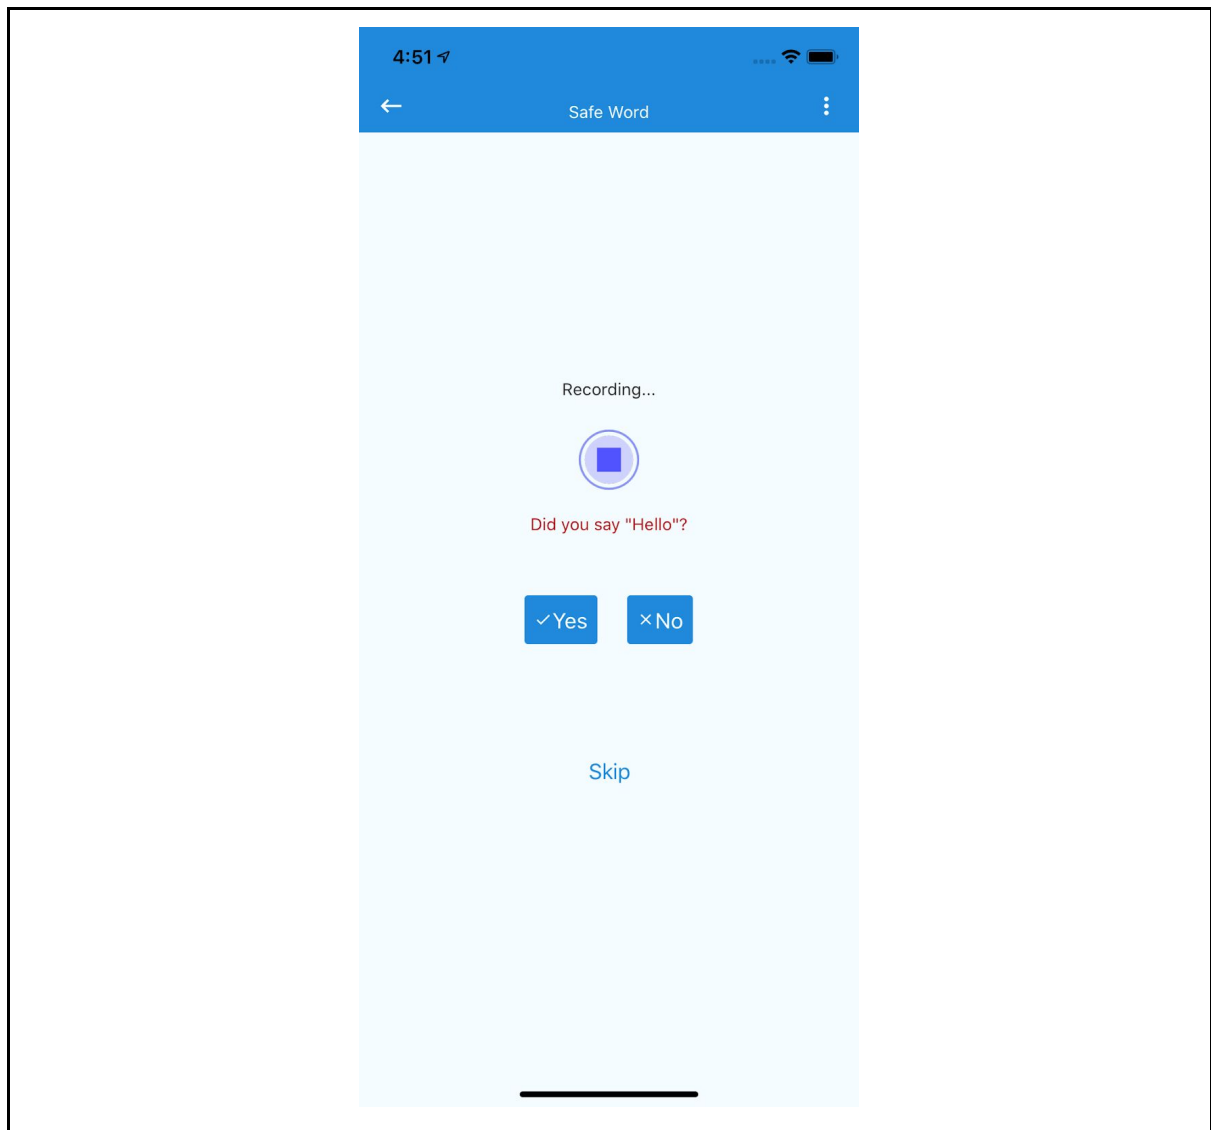 4:51
Safe Word
Recording...
Did you say "Hello"?
Yes No
Skip